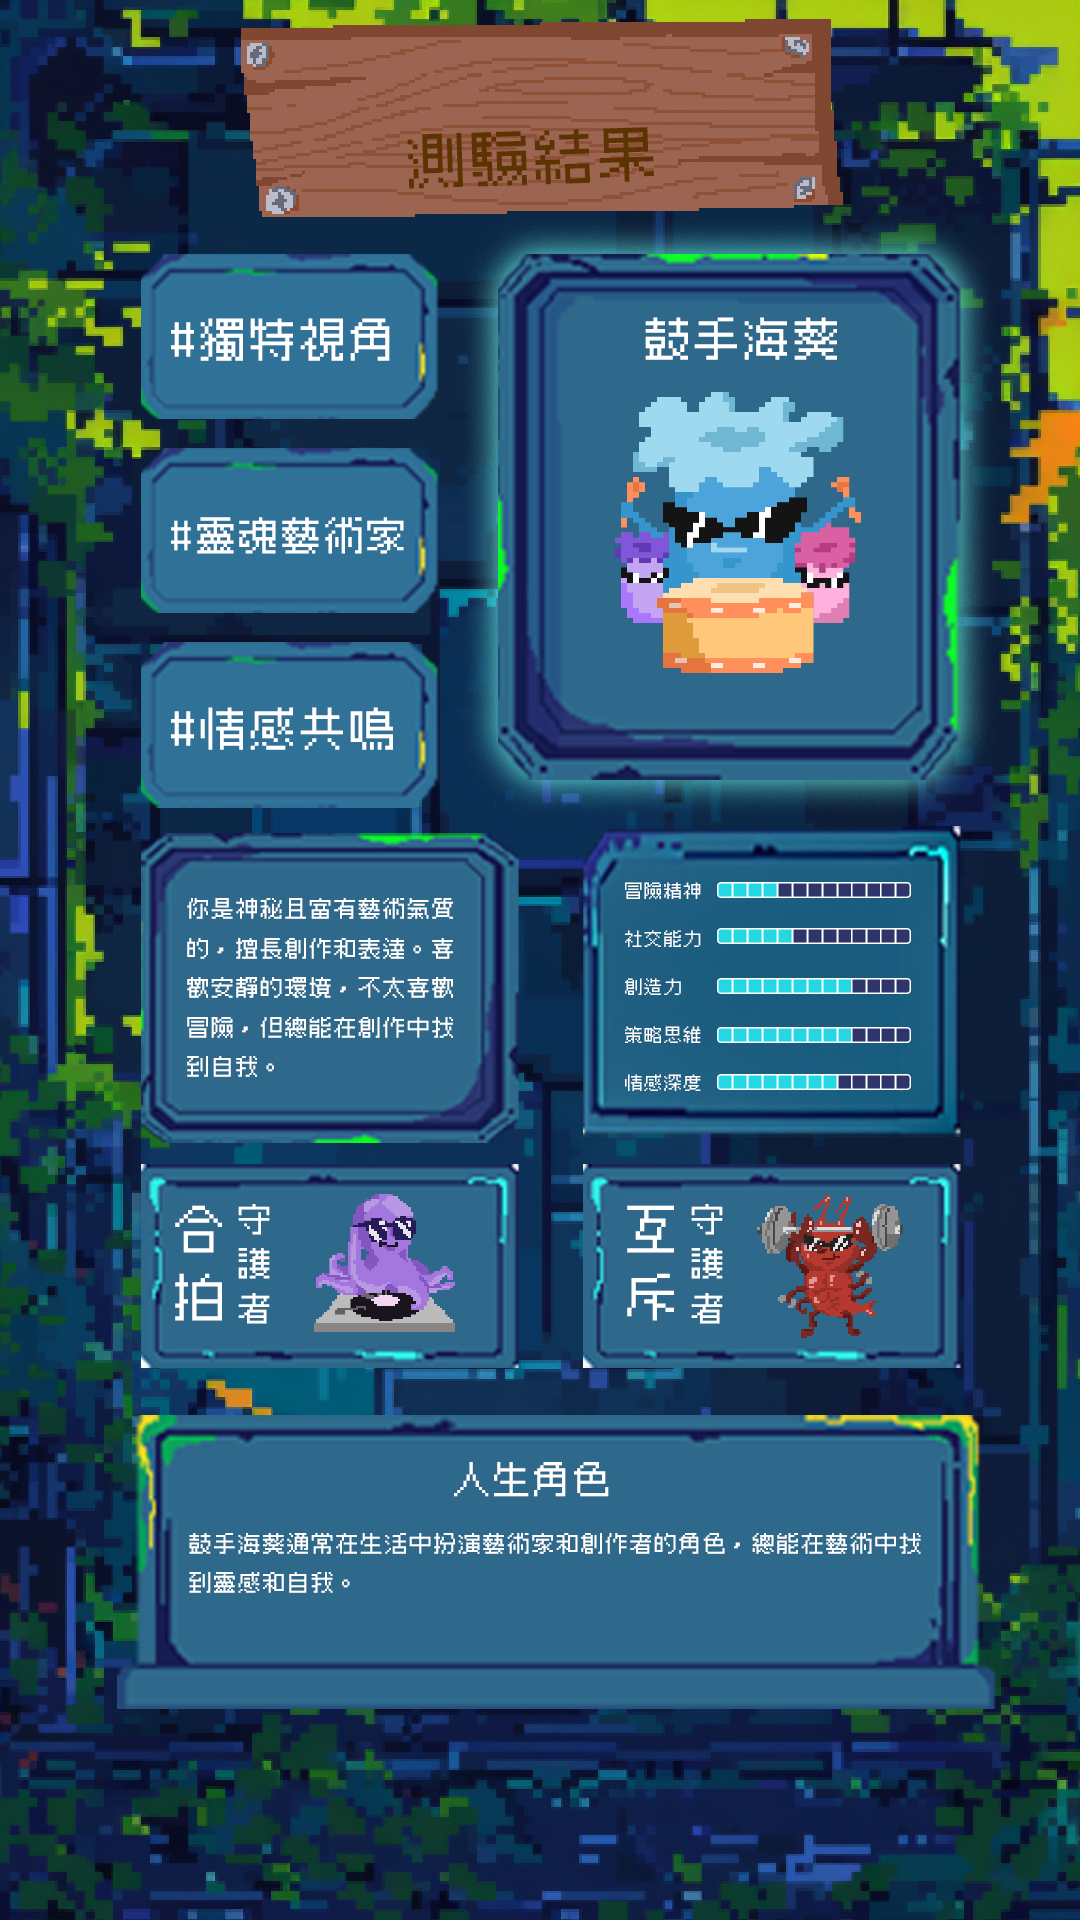 測驗結果
#獨特視角
#靈魂藝術家
#情感共鳴
鼓手海葵
你是神秘且富有藝術氣質
的，擅長創作和表達。喜
歡安靜的環境，不太喜歡
冒險，但總能在創作中找
到自我。
冒險精神
社交能力
創造力
策略思維
情感深度
合拍
守護者
互斥
守護者
人生角色
鼓手海葵通常在生活中扮演藝術家和創作者的角色，總能在藝術中找
到靈感和自我。